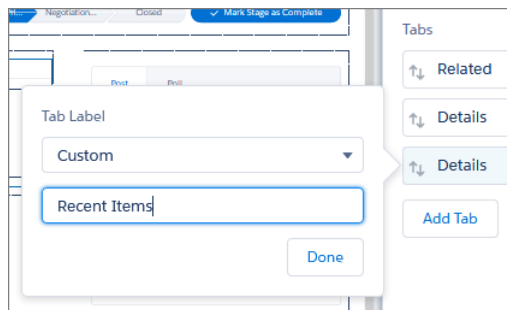 Negotiation...
Closed
✓ Mark Stage as Complete
Tabs
Post
Poll
Related
Tab Label
Details
Custom
Details
Recent Items
Add Tab
Done